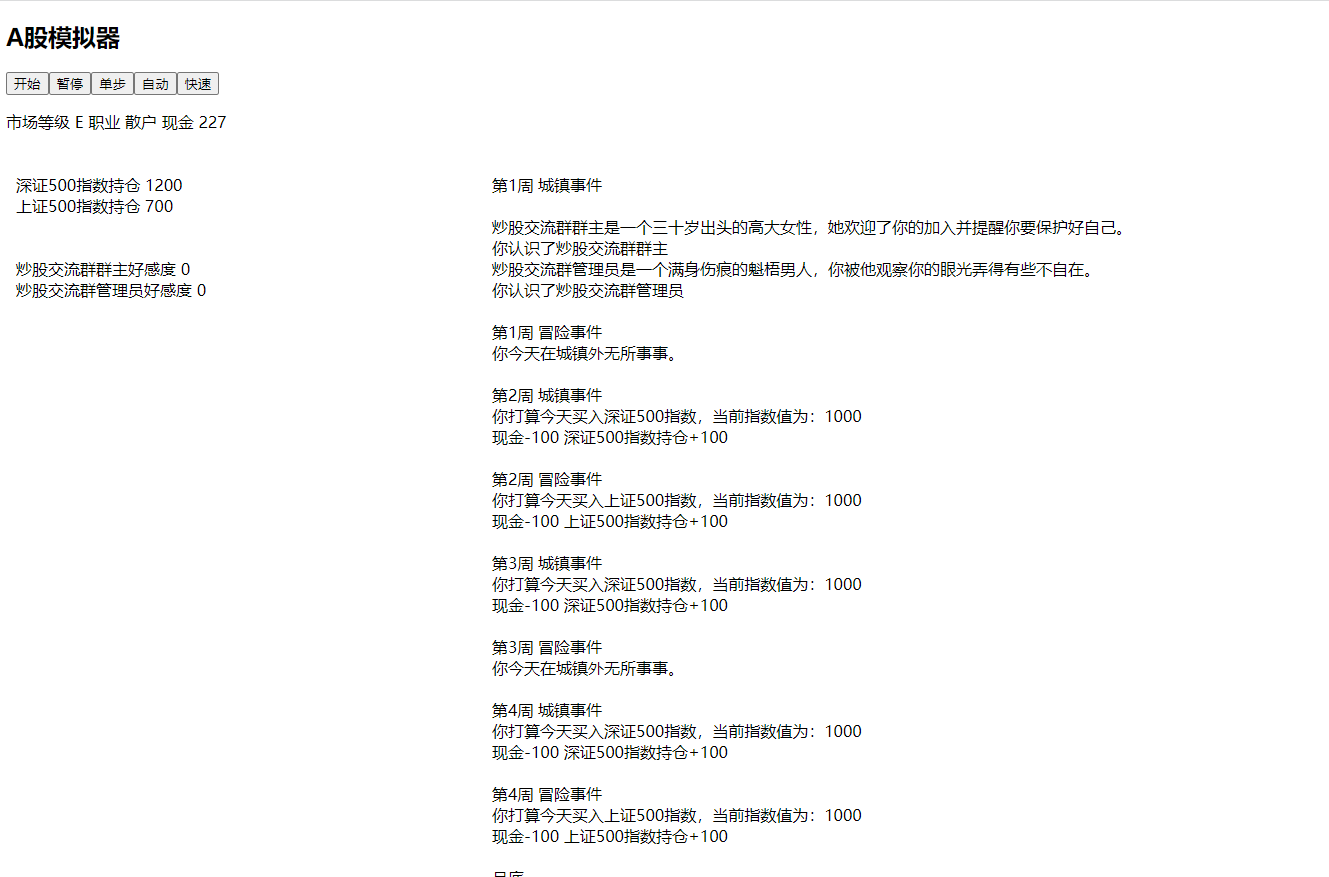 A股模拟器
开始 暂停 单步 自动 快速
市场等级 E 职业 散户 现金 227
深证500指数持仓 1200
上证500指数持仓 700
炒股交流群群主好感度 0
炒股交流群管理员好感度 0
第1周 城镇事件
炒股交流群群主是一个三十岁出头的高大女性，她欢迎了你的加入并提醒你要保护好自己。
你认识了炒股交流群群主
炒股交流群管理员是一个满身伤痕的魁梧男人，你被他观察你的眼光弄得有些不自在。
你认识了炒股交流群管理员
第1周 冒险事件
你今天在城镇外无所事事。
第2周 城镇事件
你打算今天买入深证500指数，当前指数值为：1000
现金-100 深证500指数持仓+100
第2周 冒险事件
你打算今天买入上证500指数，当前指数值为：1000
现金-100 上证500指数持仓+100
第3周 城镇事件
你打算今天买入深证500指数，当前指数值为：1000
现金-100 深证500指数持仓+100
第3周 冒险事件
你今天在城镇外无所事事。
第4周 城镇事件
你打算今天买入深证500指数，当前指数值为：1000
现金-100 深证500指数持仓+100
第4周 冒险事件
你打算今天买入上证500指数，当前指数值为：1000
现金-100 上证500指数持仓+100